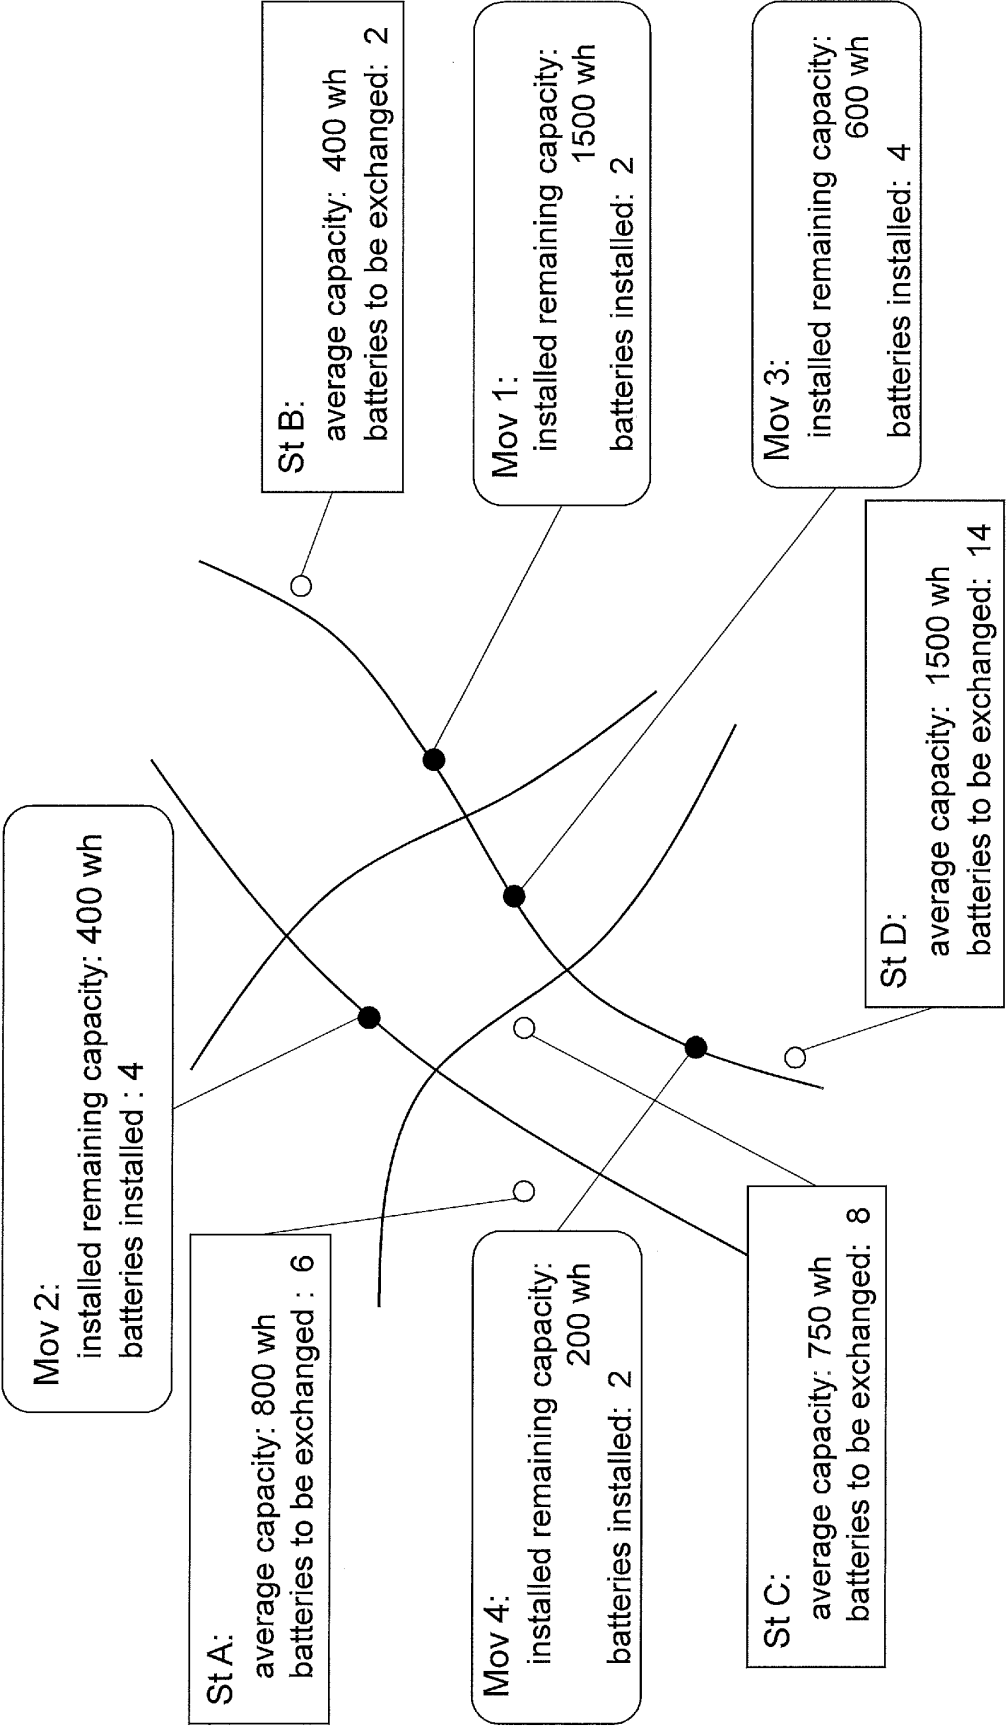 Mov 2:
installed remaining capacity: 400 wh
batteries installed : 4
St A:
average capacity: 800 wh
batteries to be exchanged : 6
St B:
average capacity: 400 wh
batteries to be exchanged: 2
Mov 4:
installed remaining capacity:
200 wh
batteries installed: 2
Mov 1:
installed remaining capacity:
1500 wh
batteries installed: 2
St C:
average capacity: 750 wh
batteries to be exchanged: 8
St D:
average capacity: 1500 wh
batteries to be exchanged: 14
Mov 3:
installed remaining capacity:
600 wh
batteries installed: 4